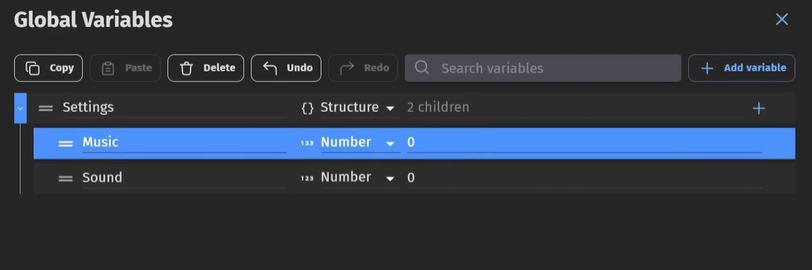 Global Variables
Copy Paste Delete Undo Redo Search variables Add variable
Settings {} Structure 2 children
Music 123 Number 0
Sound 123 Number 0